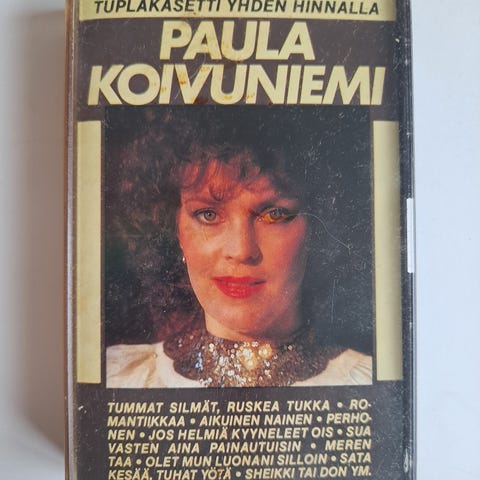 TUPLAKASETTI YHDEN HINNALLA
PAULA
KOIVUNIEMI
TUMMAT SILMÄT, RUSKEA TUKKA • RO-
MANTIIKKAA • AIKUINEN NAINEN • PERHO-
NEN • JOS HELMIÄ KYYNELEET OIS • SUA
VASTEN AINA PAINAUTUISIN • MEREN
TAA • OLET MUN LUONANI SILLOIN • SATA
KESÄÄ, TUHAT YÖTÄ • SHEIKKI TAI DON YM.